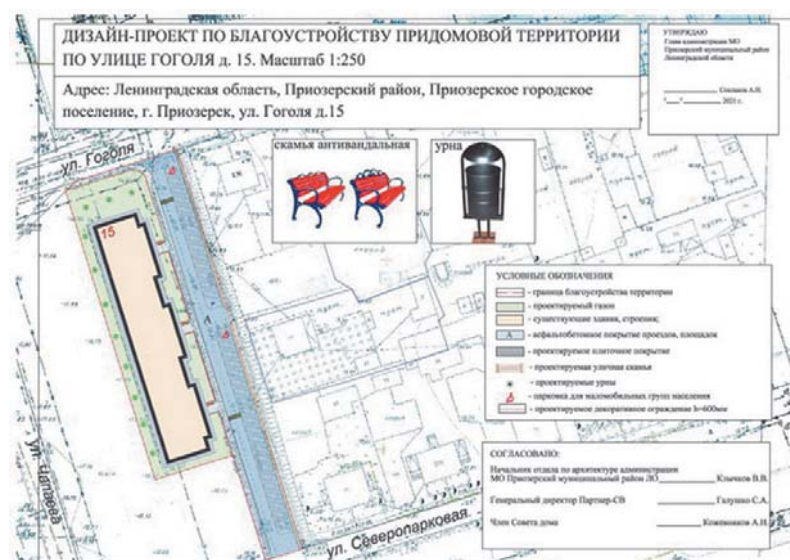 ДИЗАЙН-ПРОЕКТ ПО БЛАГОУСТРОЙСТВУ ПРИДОМОВОЙ ТЕРРИТОРИИ
ПО УЛИЦЕ ГОГОЛЯ д. 15. Масштаб 1:250
Адрес: Ленинградская область, Приозерский район, Приозерское городское
поселение, г. Приозерск, ул. Гоголя д.15
УТВЕРЖДАЮ
Глава администрации МО
Приозерский муниципальный район
Ленинградской области
2021 г.
ул. Гоголя
скамья антивандальная
урна
15
А
УСЛОВНЫЕ ОБОЗНАЧЕНИЯ
- граница благоустройства территории
- проектируемый газон
- существующие здания, строения;
А - асфальтобетонное покрытие проездов, площадок
- проектируемое плиточное покрытие
- проектируемая уличная скамья
- проектируемые урны
- парковка для маломобильных групп населения
- проектируемое декоративное ограждение h=600мм
ул. Чапаева
ул. Северопарковая
СОГЛАСОВАНО:
Начальник отдела по архитектуре администрации
МО Приозерский муниципальный район ЛО Клычков В.В.
Генеральный директор Партнер-СВ Галушко С.А.
Член Совета дома Кожевников А.Н.